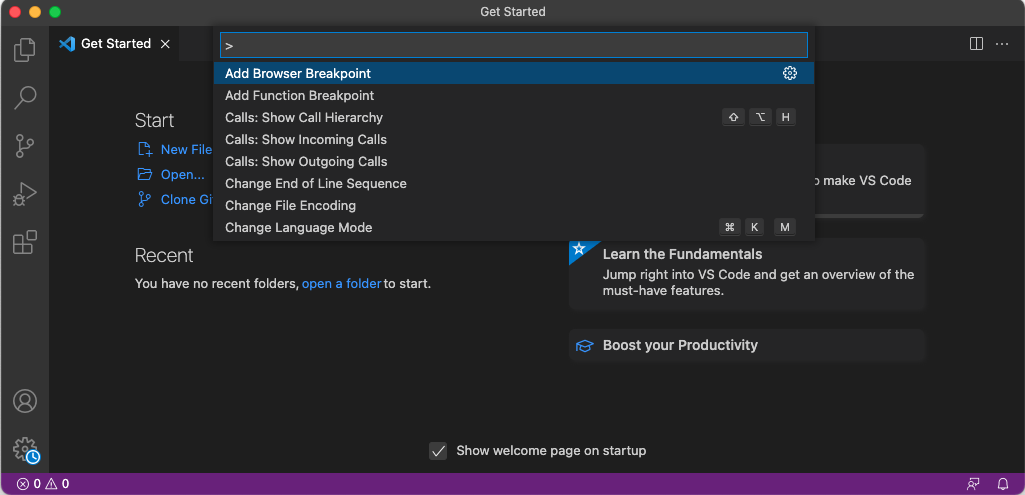 Get Started
Get Started
>
Add Browser Breakpoint
Add Function Breakpoint
Calls: Show Call Hierarchy ⇧ ⌥ H
Calls: Show Incoming Calls
Calls: Show Outgoing Calls
Change End of Line Sequence
Change File Encoding
Change Language Mode ⌘ K M
Start
New File
Open...
Clone Gi
Recent
You have no recent folders, open a folder to start.
o make VS Code
Learn the Fundamentals
Jump right into VS Code and get an overview of the
must-have features.
Boost your Productivity
Show welcome page on startup
0 0